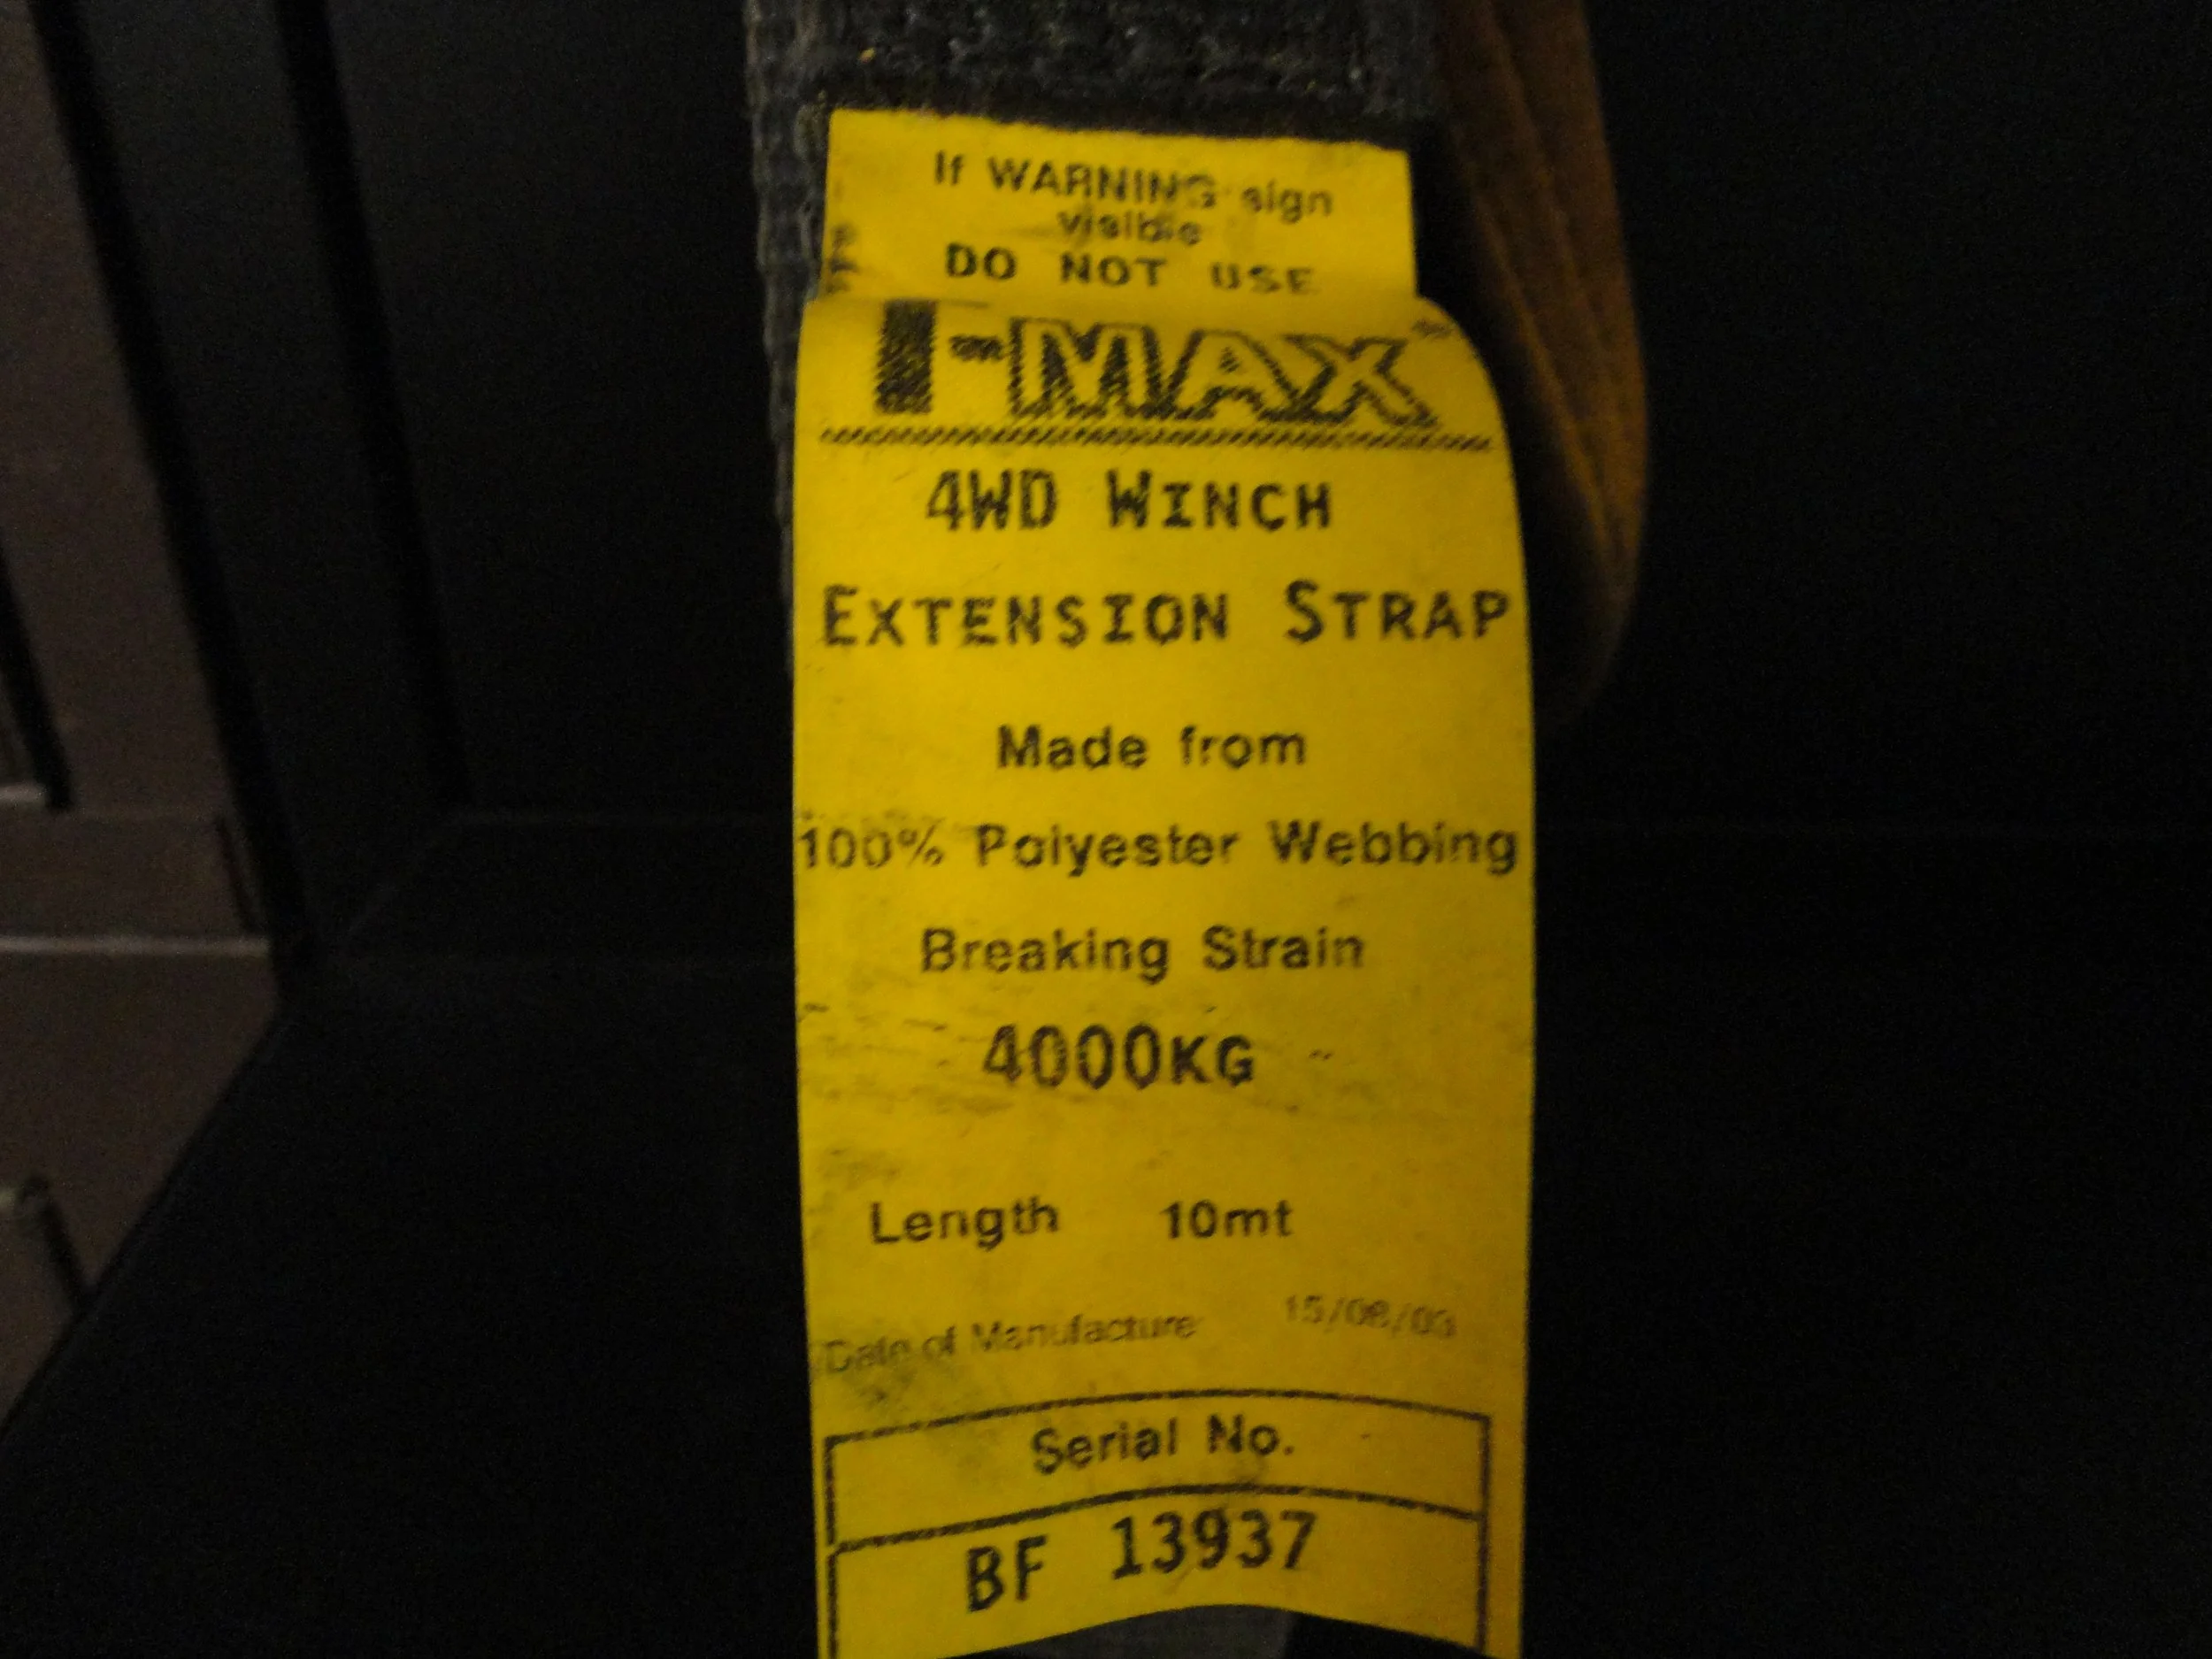 If WARNING sign
visible
DO NOT USE
I-MAX
4WD WINCH
EXTENSION STRAP
Made from
100% Polyester Webbing
Breaking Strain
4000KG
Length 10mt
Date of Manufacture
Serial No.
BF 13937